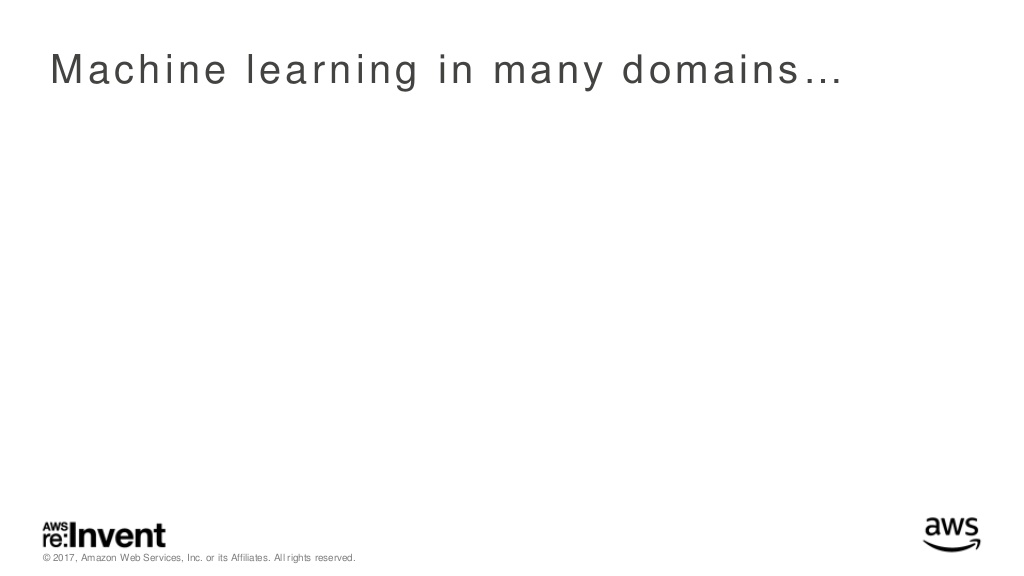 Machine learning in many domains…
AWS
re:Invent
aws
© 2017, Amazon Web Services, Inc. or its Affiliates. All rights reserved.